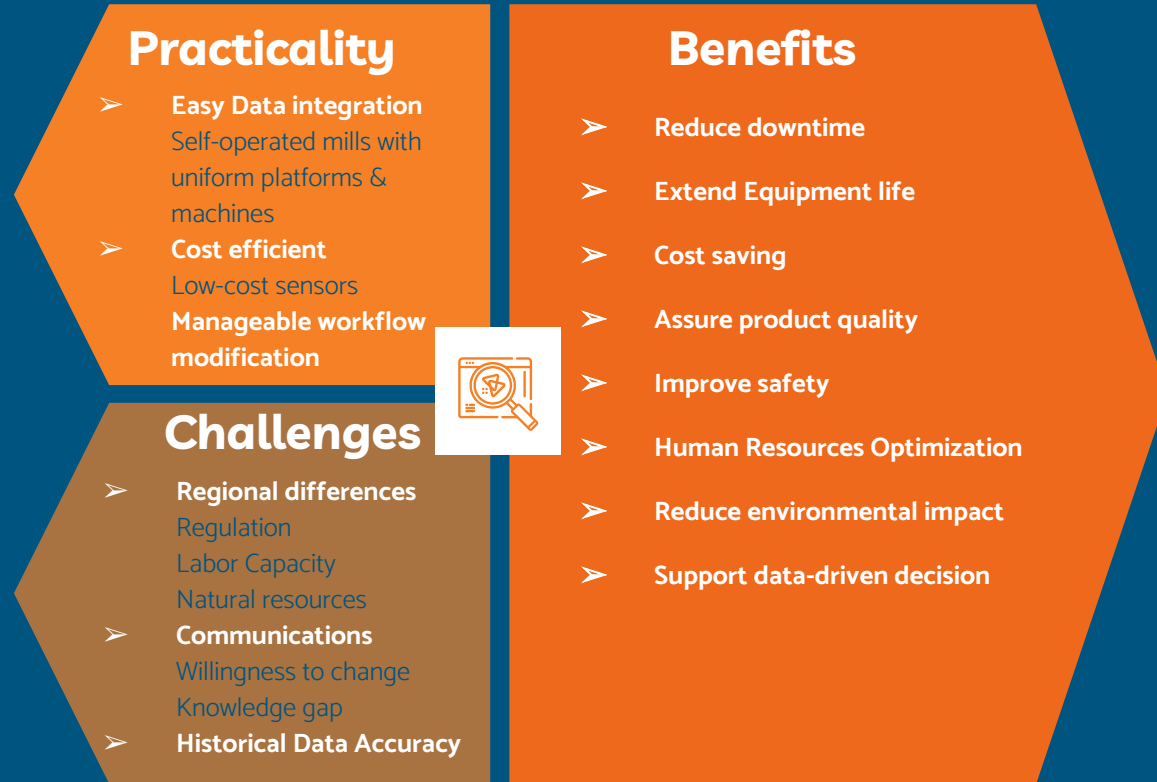 Practicality
➢ Easy Data integration
Self-operated mills with
uniform platforms &
machines
➢ Cost efficient
Low-cost sensors
Manageable workflow
modification
Challenges
➢ Regional differences
Regulation
Labor Capacity
Natural resources
➢ Communications
Willingness to change
Knowledge gap
➢ Historical Data Accuracy
Benefits
➢ Reduce downtime
➢ Extend Equipment life
➢ Cost saving
➢ Assure product quality
➢ Improve safety
➢ Human Resources Optimization
➢ Reduce environmental impact
➢ Support data-driven decision